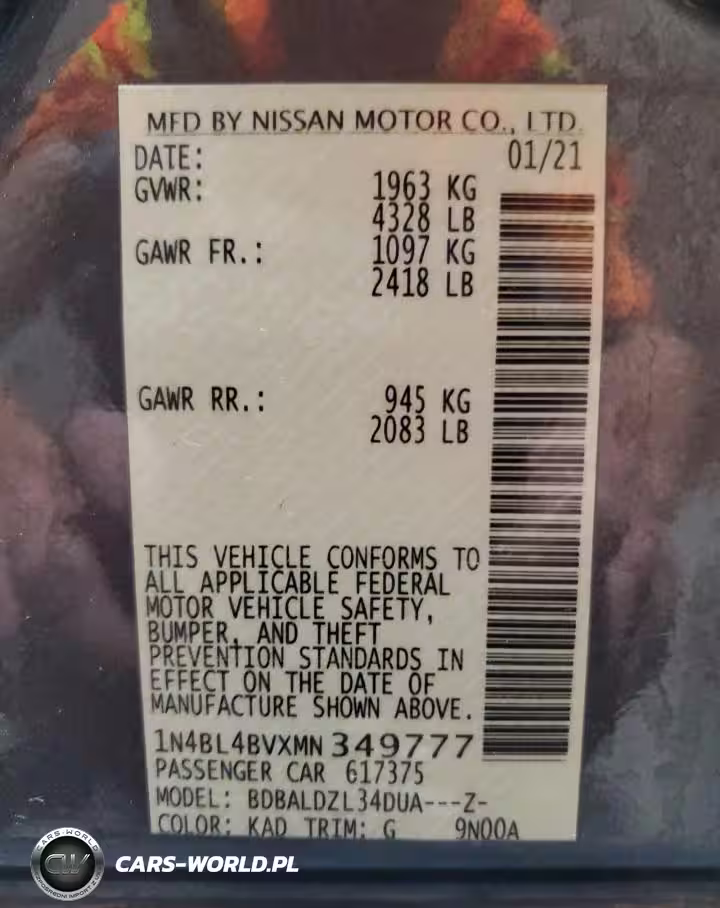 MFD BY NISSAN MOTOR CO., LTD.
DATE: 01/21
GVWR: 1963 KG
4328 LB
GAWR FR.: 1097 KG
2418 LB
GAWR RR.: 945 KG
2083 LB
THIS VEHICLE CONFORMS TO
ALL APPLICABLE FEDERAL
MOTOR VEHICLE SAFETY,
BUMPER, AND THEFT
PREVENTION STANDARDS IN
EFFECT ON THE DATE OF
MANUFACTURE SHOWN ABOVE.
1N4BL4BVXMN349777
PASSENGER CAR 617375
MODEL: BDBALDZL34DUA---Z-
COLOR: KAD TRIM: G 9N00A
CARS-WORLD
CW
CARS-WORLD.PL